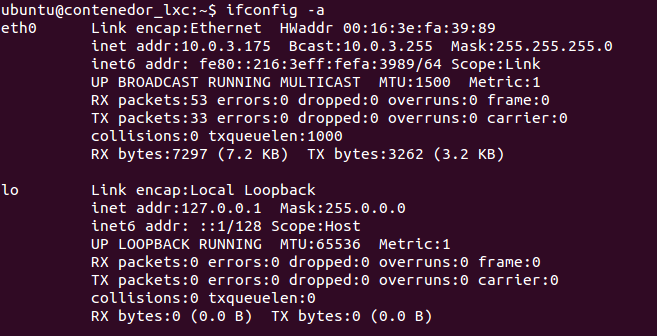 ubuntu@contenedor_lxc:~$ ifconfig -a
eth0      Link encap:Ethernet  HWaddr 00:16:3e:fa:39:89
          inet addr:10.0.3.175  Bcast:10.0.3.255  Mask:255.255.255.0
          inet6 addr: fe80::216:3eff:fefa:3989/64 Scope:Link
          UP BROADCAST RUNNING MULTICAST  MTU:1500  Metric:1
          RX packets:53 errors:0 dropped:0 overruns:0 frame:0
          TX packets:33 errors:0 dropped:0 overruns:0 carrier:0
          collisions:0 txqueuelen:1000
          RX bytes:7297 (7.2 KB)  TX bytes:3262 (3.2 KB)

lo        Link encap:Local Loopback
          inet addr:127.0.0.1  Mask:255.0.0.0
          inet6 addr: ::1/128 Scope:Host
          UP LOOPBACK RUNNING  MTU:65536  Metric:1
          RX packets:0 errors:0 dropped:0 overruns:0 frame:0
          TX packets:0 errors:0 dropped:0 overruns:0 carrier:0
          collisions:0 txqueuelen:0
          RX bytes:0 (0.0 B)  TX bytes:0 (0.0 B)